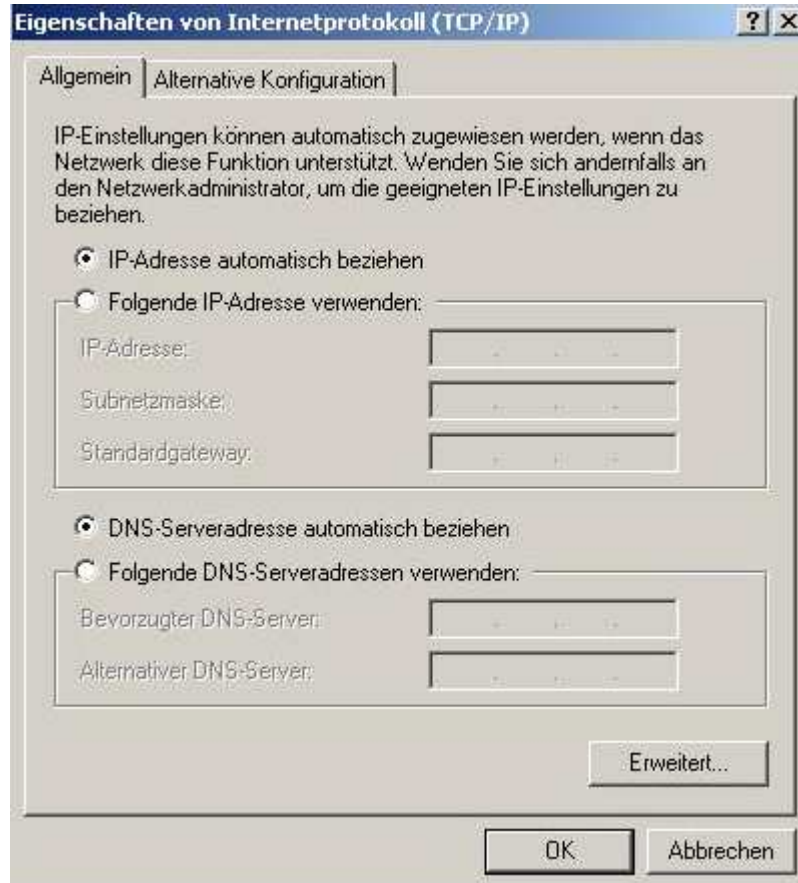 Eigenschaften von Internetprotokoll (TCP/IP)
Allgemein
Alternative Konfiguration
IP-Einstellungen können automatisch zugewiesen werden, wenn das
Netzwerk diese Funktion unterstützt. Wenden Sie sich andernfalls an
den Netzwerkadministrator, um die geeigneten IP-Einstellungen zu
beziehen.
IP-Adresse automatisch beziehen
Folgende IP-Adresse verwenden:
IP-Adresse:
Subnetzmaske:
Standardgateway:
DNS-Serveradresse automatisch beziehen
Folgende DNS-Serveradressen verwenden:
Bevorzugter DNS-Server:
Alternativer DNS-Server:
Erweitert...
OK
Abbrechen